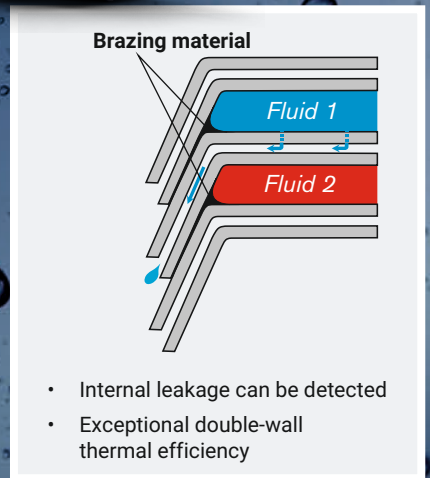 Brazing material
Fluid 1
Fluid 2
• Internal leakage can be detected
• Exceptional double-wall
thermal efficiency